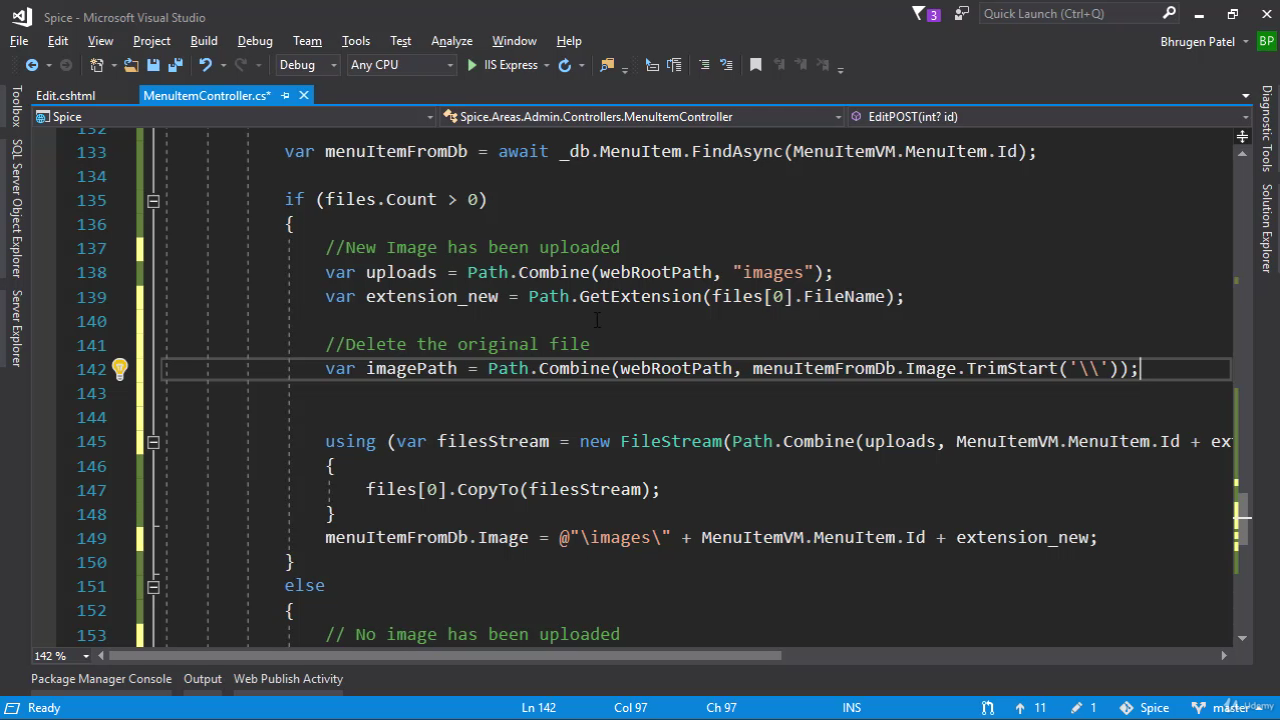 Spice - Microsoft Visual Studio
3
Quick Launch (Ctrl+Q)
File Edit View Project Build Debug Team Tools Test Analyze Window Help
Bhrugen Patel BP
Debug Any CPU IIS Express
Edit.cshtml MenuItemController.cs*
Spice Spice.Areas.Admin.Controllers.MenuItemController EditPOST(int? id)
Toolbox
SQL Server Object Explorer
Server Explorer
Diagnostic Tools
Solution Explorer
132
133 var menuItemFromDb = await _db.MenuItem.FindAsync(MenuItemVM.MenuItem.Id);
134
135 if (files.Count > 0)
136 {
137 //New Image has been uploaded
138 var uploads = Path.Combine(webRootPath, "images");
139 var extension_new = Path.GetExtension(files[0].FileName);
140
141 //Delete the original file
142 var imagePath = Path.Combine(webRootPath, menuItemFromDb.Image.TrimStart('\\'));
143
144
145 using (var filesStream = new FileStream(Path.Combine(uploads, MenuItemVM.MenuItem.Id + ex
146 {
147 files[0].CopyTo(filesStream);
148 }
149 menuItemFromDb.Image = @"\images\" + MenuItemVM.MenuItem.Id + extension_new;
150 }
151 else
152 {
153 // No image has been uploaded
142 %
Package Manager Console Output Web Publish Activity
Ready Ln 142 Col 97 Ch 97 INS 11 1 Spice master
Udemy